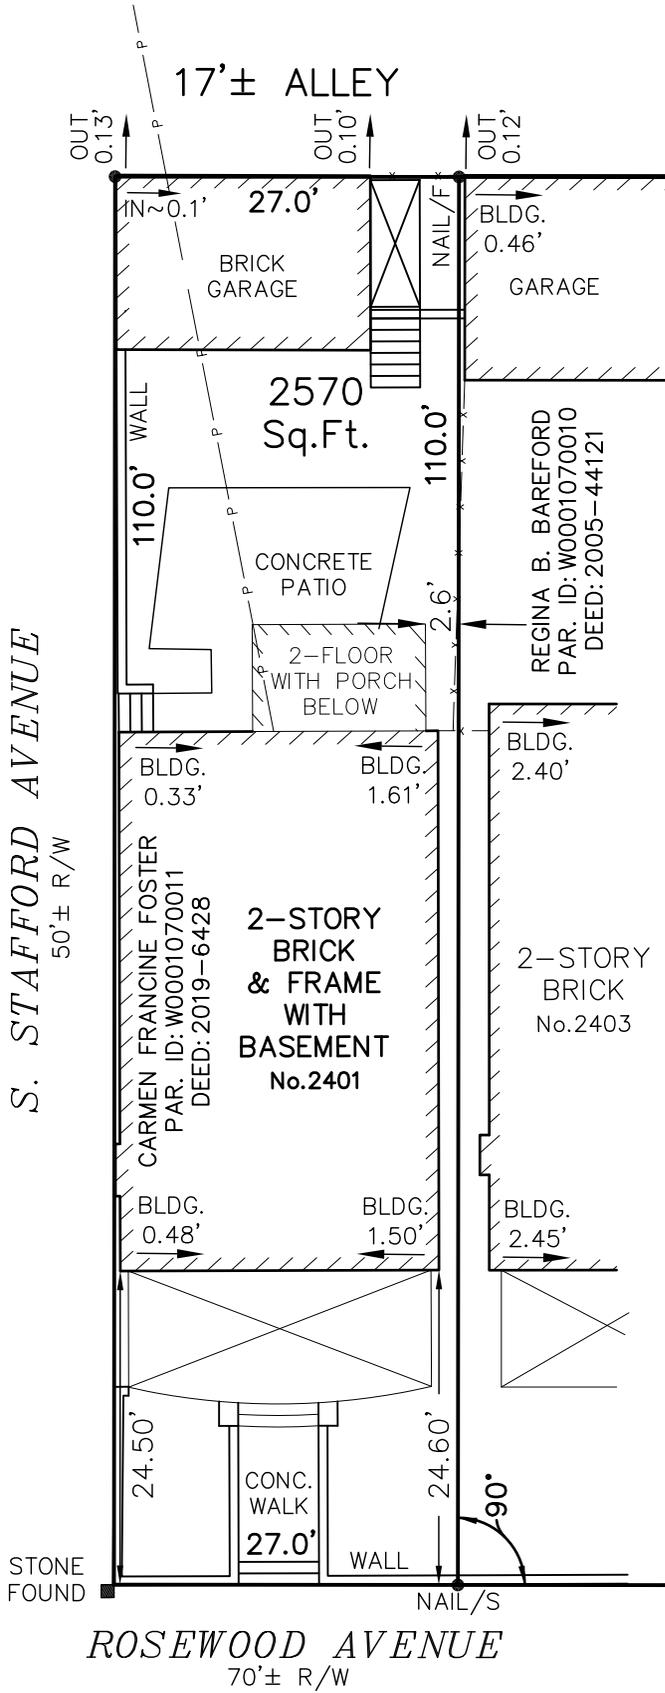 P
17'± ALLEY
P
OUT
0.13'
OUT
0.10'
OUT
0.12'
IN~0.1'
27.0'
NAIL/F
BLDG.
0.46'
BRICK
GARAGE
GARAGE
P
2570
Sq.Ft.
WALL
P
110.0'
110.0'
REGINA B. BAREFORD
PAR. ID: W0001070010
DEED: 2005-44121
P
CONCRETE
PATIO
P
2.6'
2-FLOOR
WITH PORCH
BELOW
P
BLDG.
0.33'
BLDG.
1.61'
BLDG.
2.40'
S. STAFFORD AVENUE
50'± R/W
CARMEN FRANCINE FOSTER
PAR. ID: W0001070011
DEED: 2019-6428
2-STORY
BRICK
& FRAME
WITH
BASEMENT
No.2401
2-STORY
BRICK
No.2403
BLDG.
0.48'
BLDG.
1.50'
BLDG.
2.45'
24.50'
24.60'
CONC.
WALK
27.0'
90°
WALL
STONE
FOUND
NAIL/S
ROSEWOOD AVENUE
70'± R/W